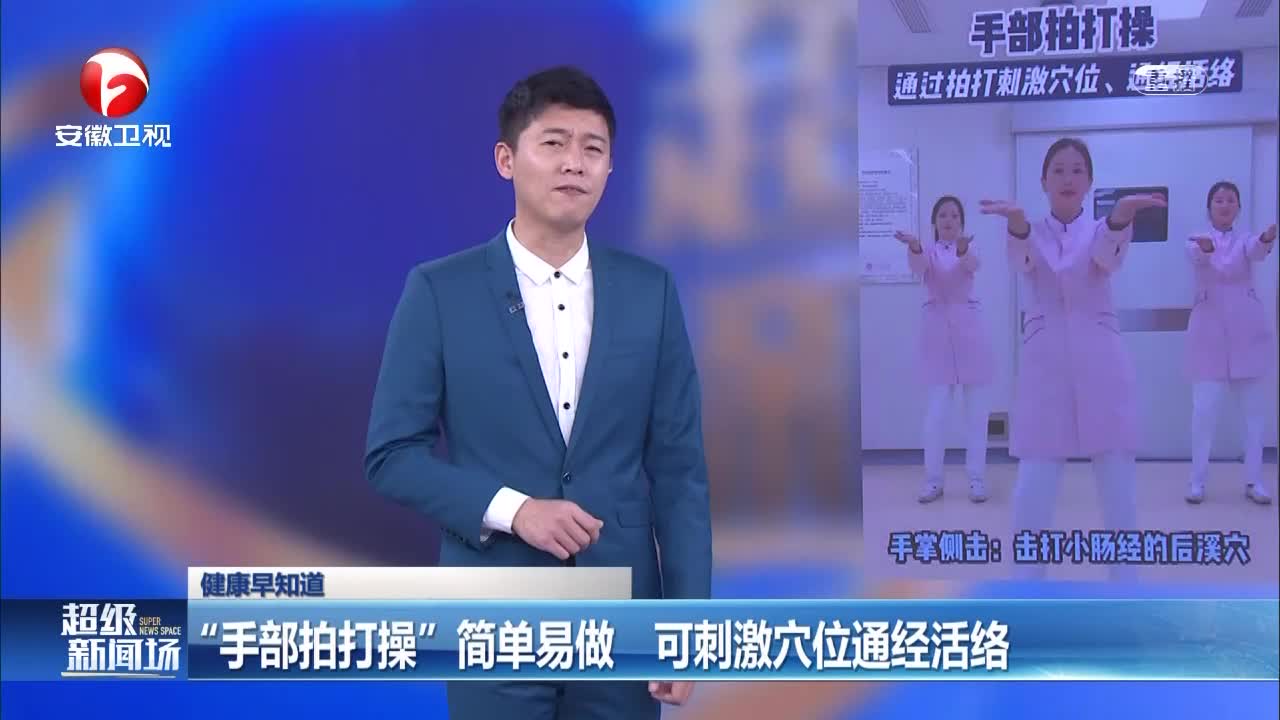 安徽卫视
手部拍打操
通过拍打刺激穴位、通经活络
手掌侧击：击打小肠经的后溪穴
健康早知道
超级
新闻场
SUPER
NEWS SPACE
“手部拍打操” 简单易做 可刺激穴位通经活络